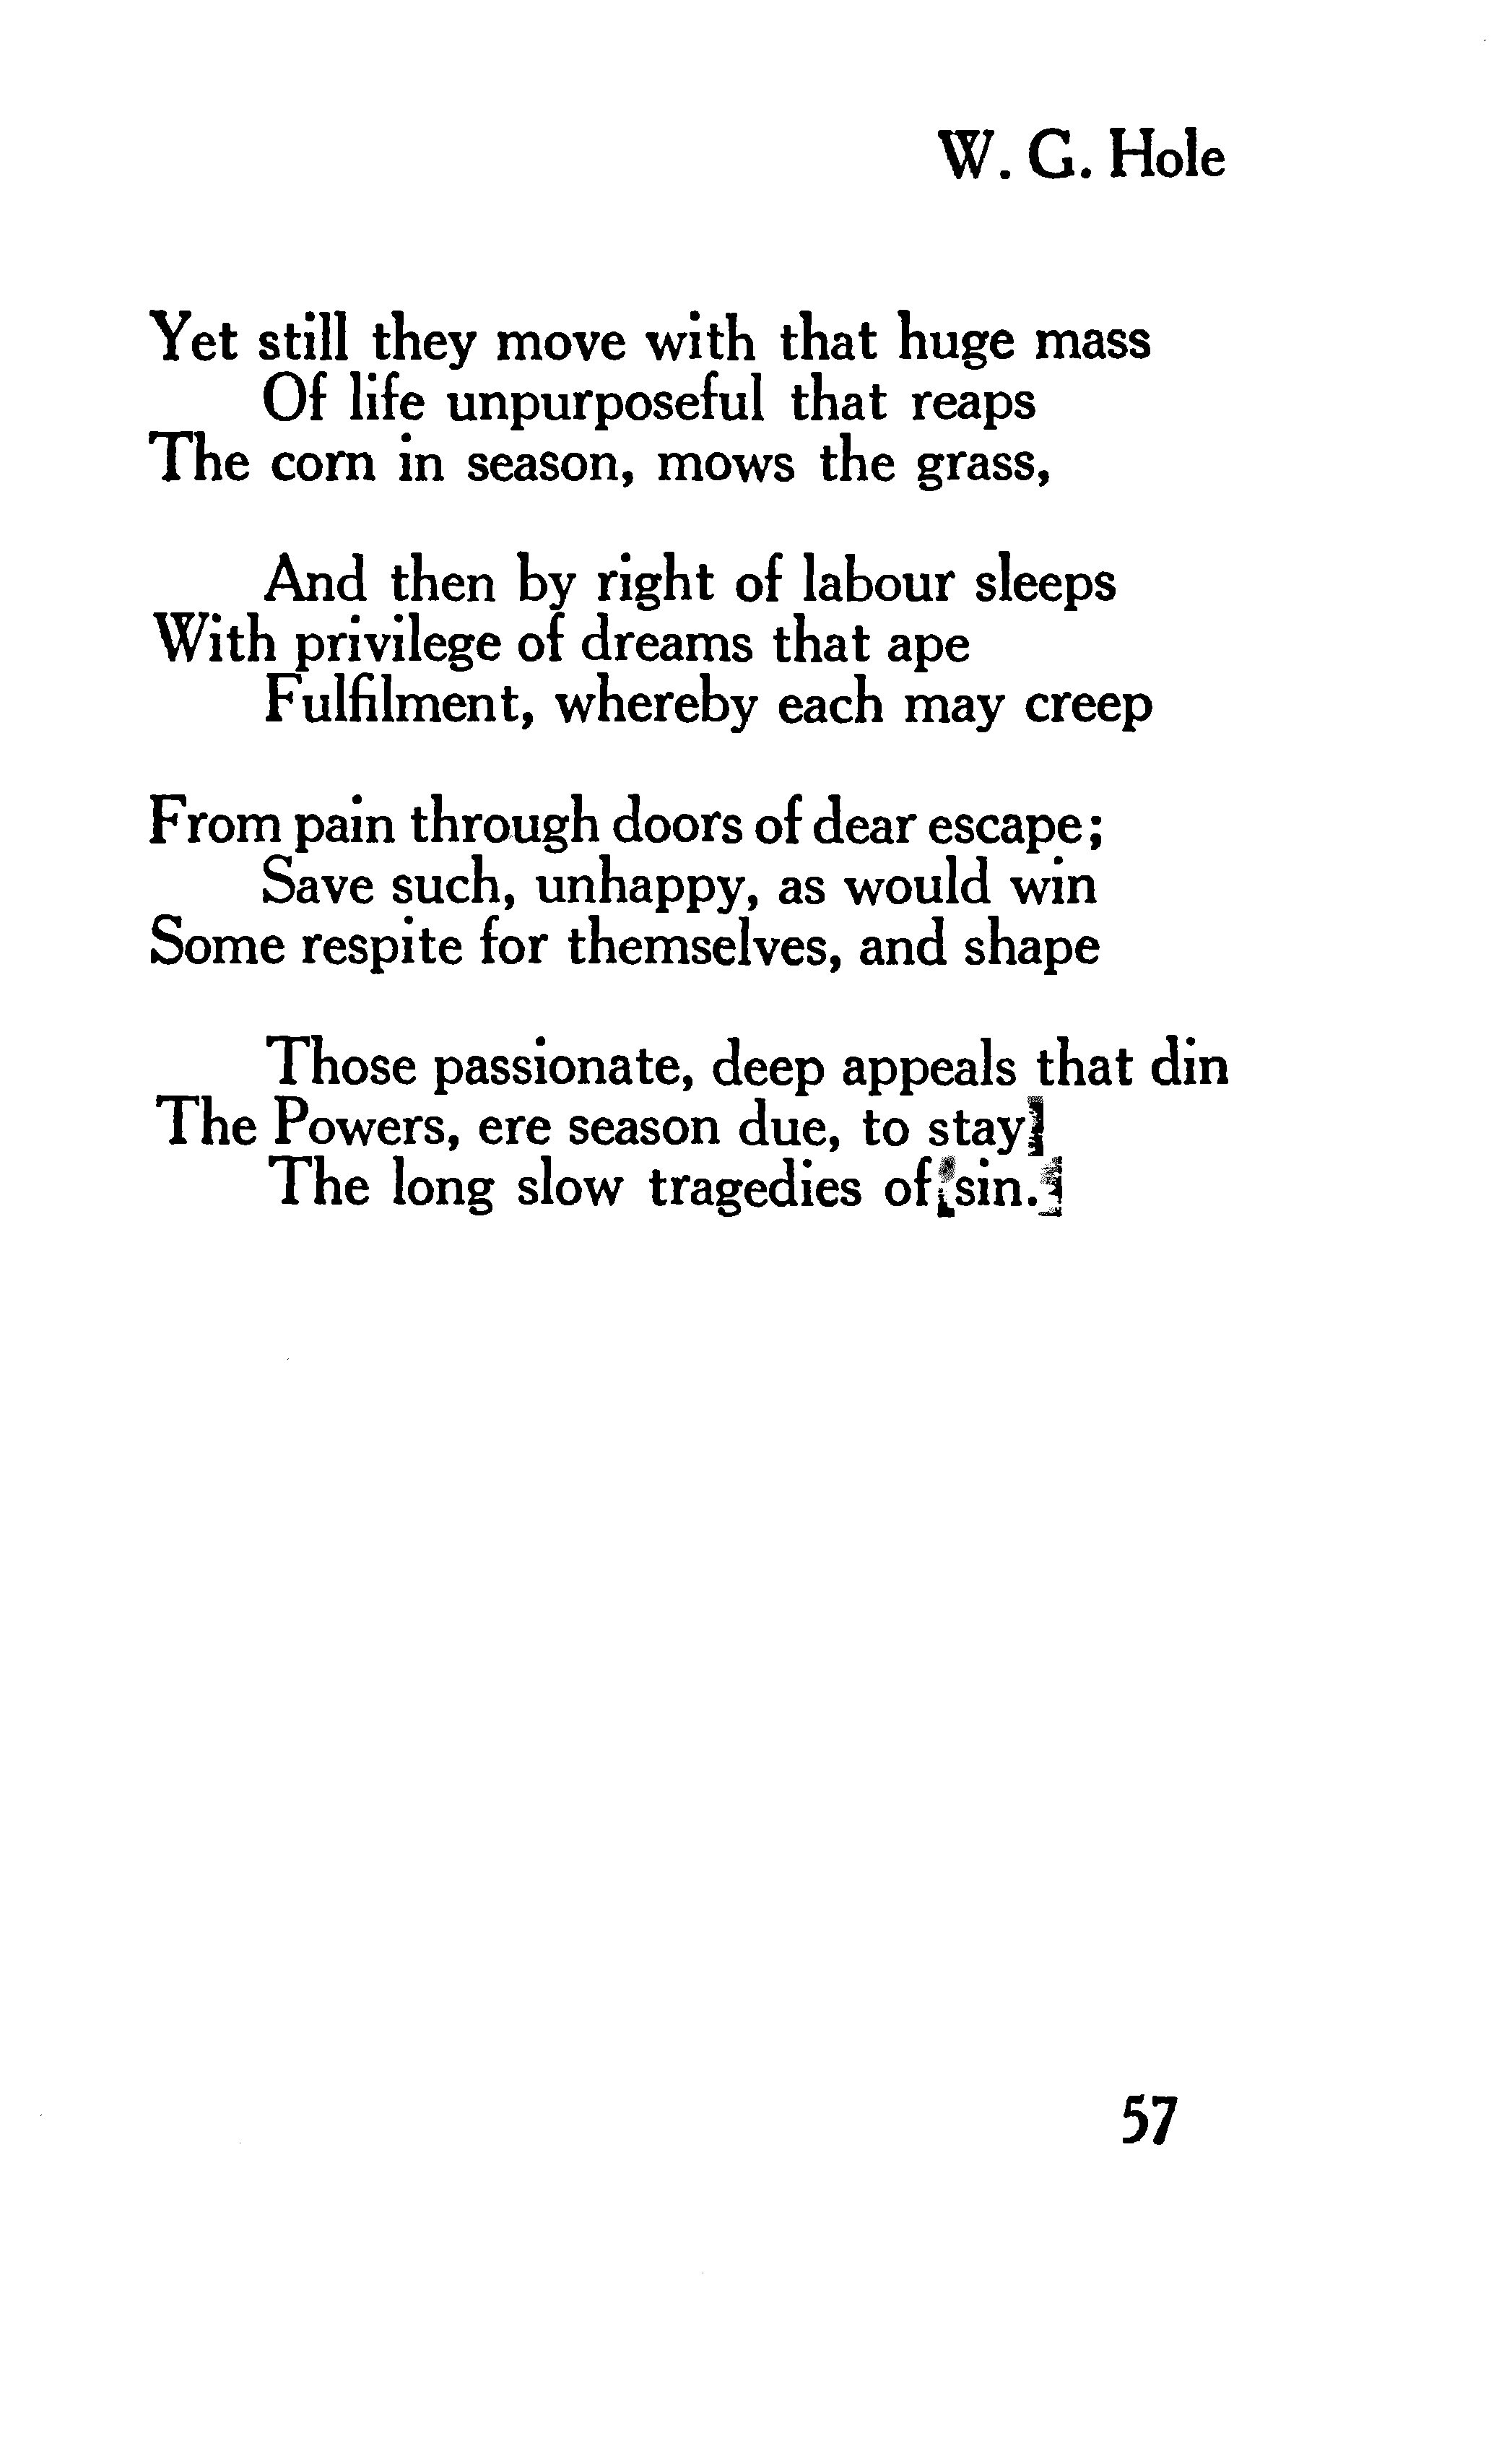 W. G. Hole
Yet still they move with that huge mass
Of life unpurposeful that reaps
The corn in season, mows the grass,
And then by right of labour sleeps
With privilege of dreams that ape
Fulfilment, whereby each may creep
From pain through doors of dear escape;
Save such, unhappy, as would win
Some respite for themselves, and shape
Those passionate, deep appeals that din
The Powers, ere season due, to stay
The long slow tragedies of sin.
57